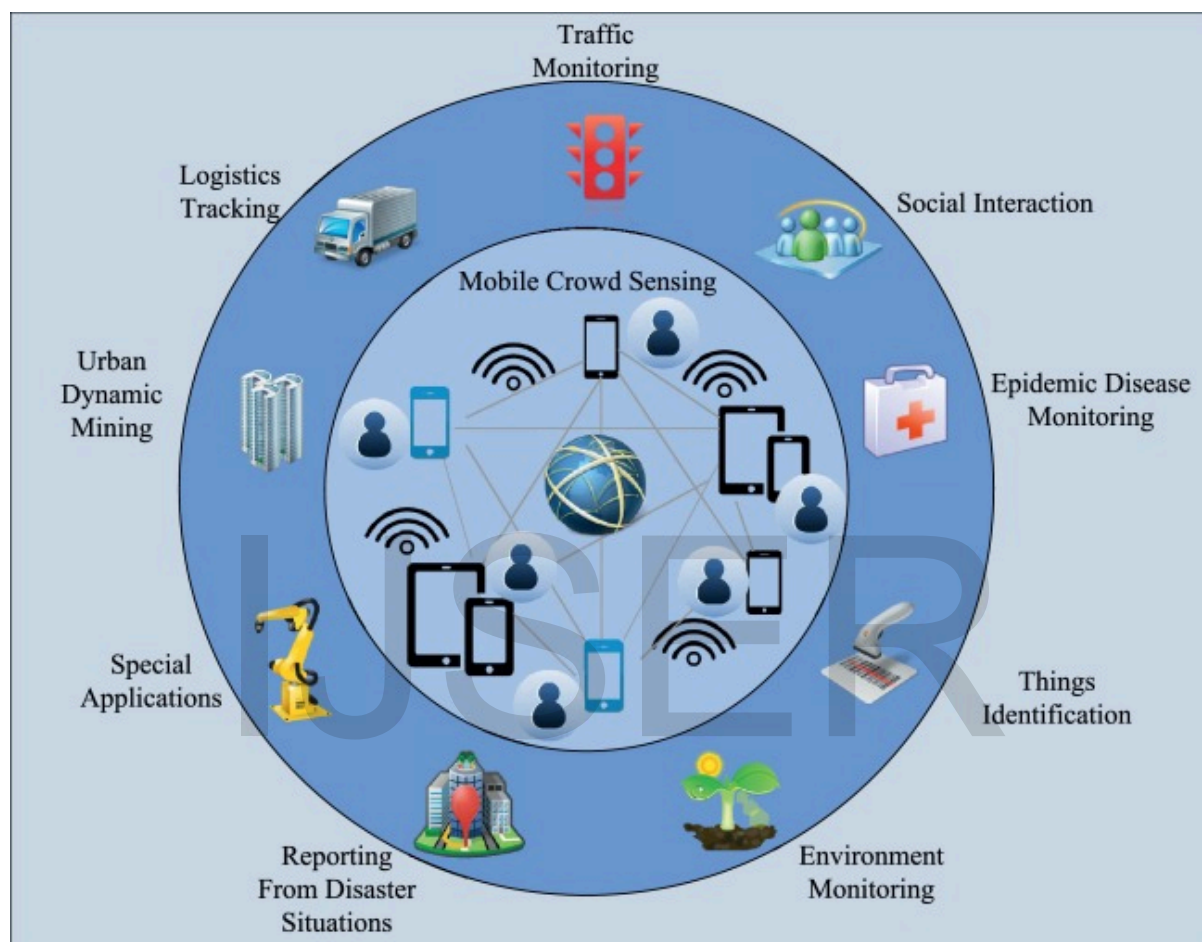 Traffic
Monitoring
Logistics
Tracking
Social Interaction
Mobile Crowd Sensing
Urban
Dynamic
Mining
Epidemic Disease
Monitoring
IJSER
Special
Applications
Things
Identification
Reporting
From Disaster
Situations
Environment
Monitoring